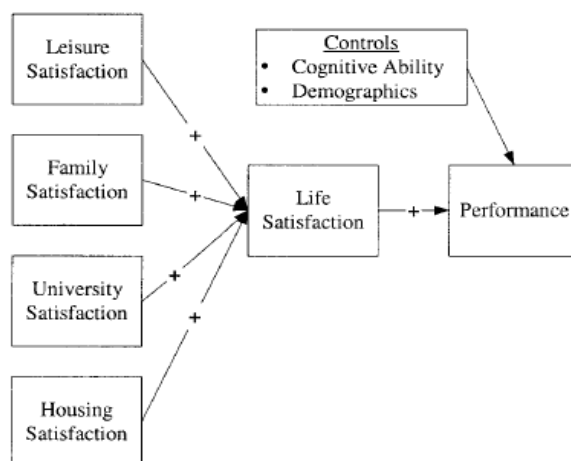 Leisure
Satisfaction
Controls
• Cognitive Ability
• Demographics
+
Family
Satisfaction
+
Life
Satisfaction
+
Performance
University
Satisfaction
+
+
Housing
Satisfaction